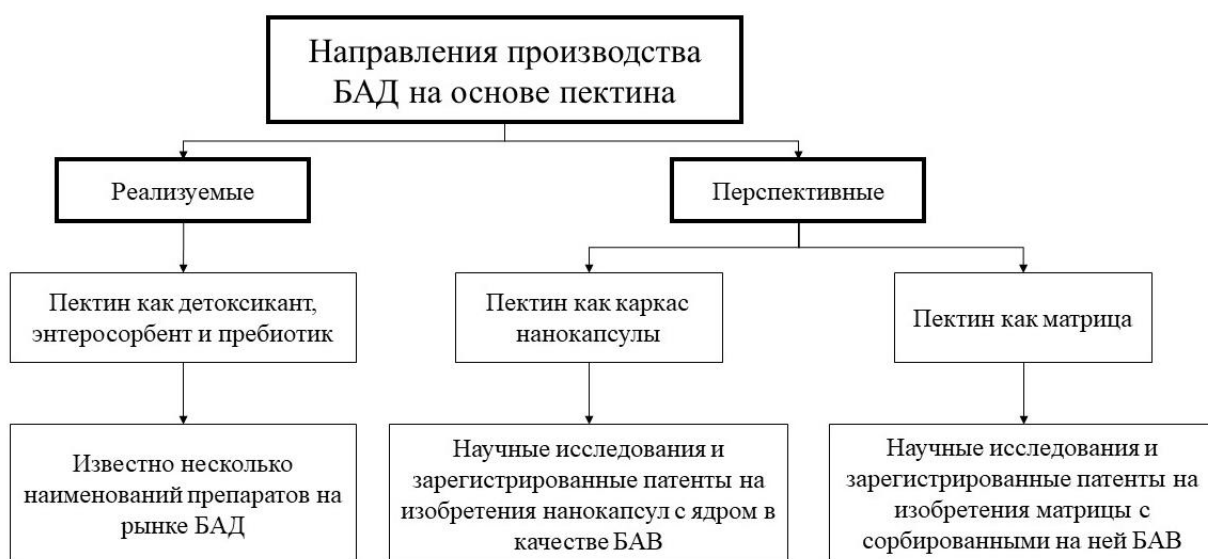 Направления производства
БАД на основе пектина
Реализуемые
Перспективные
Пектин как детоксикант,
энтеросорбент и пребиотик
Пектин как каркас
нанокапсулы
Пектин как матрица
Известно несколько
наименований препаратов на
рынке БАД
Научные исследования и
зарегистрированные патенты на
изобретения нанокапсул с ядром в
качестве БАВ
Научные исследования и
зарегистрированные патенты на
изобретения матрицы с
сорбированными на ней БАВ